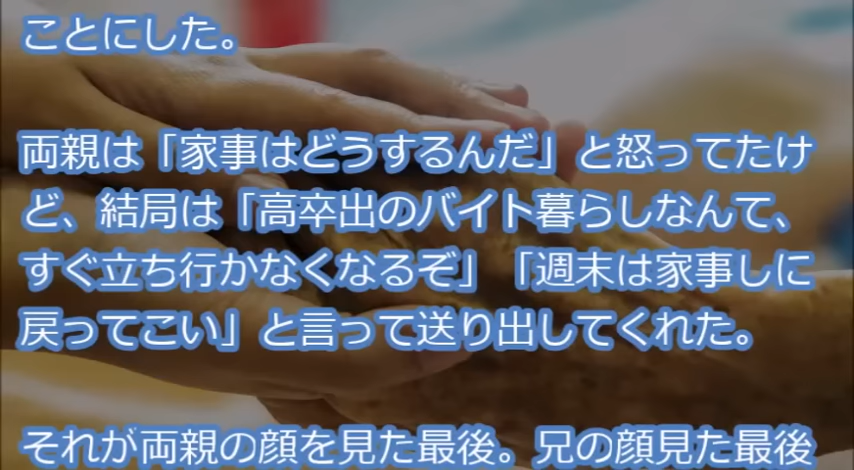 ことにした。
両親は「家事はどうするんだ」と怒ってたけ
ど、結局は「高卒出のバイト暮らしなんて、
すぐ立ち行かなくなるぞ」「週末は家事しに
戻ってこい」と言って送り出してくれた。
それが両親の顔を見た最後。兄の顔見た最後